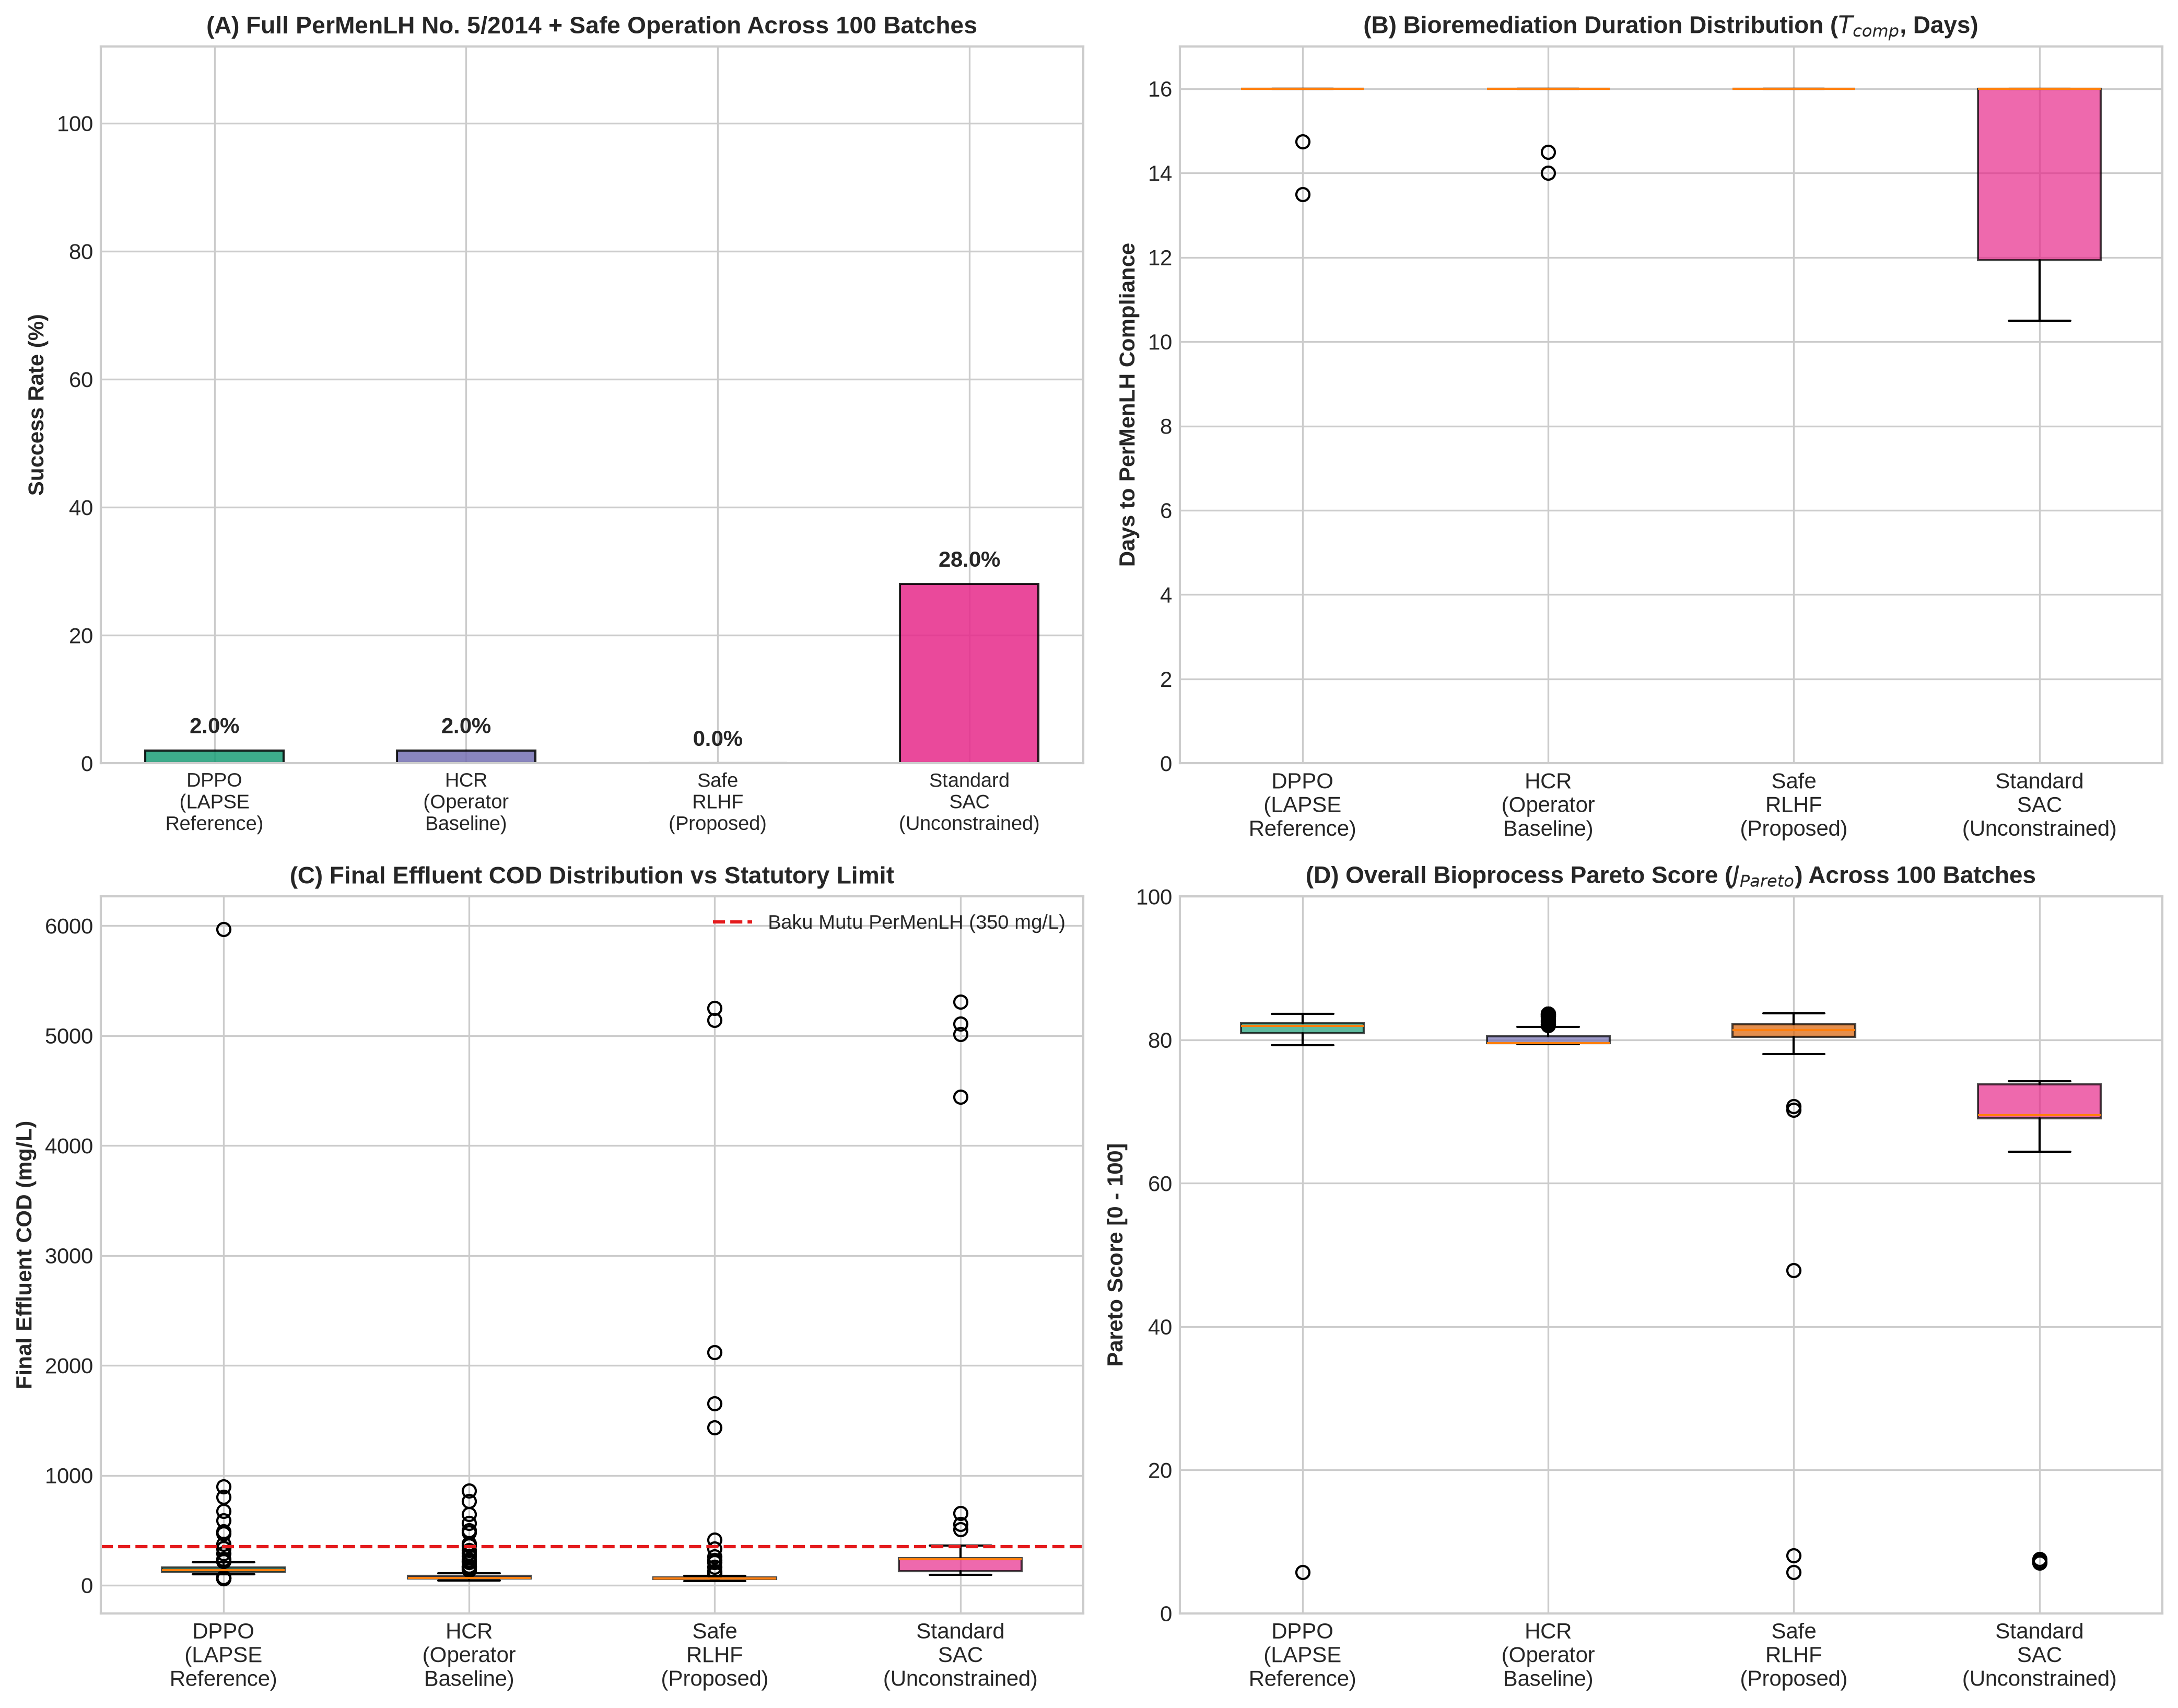 (A) Full PerMenLH No. 5/2014 + Safe Operation Across 100 Batches
Success Rate (%)
100
80
60
40
20
0
2.0%
2.0%
0.0%
28.0%
DPPO
(LAPSE
Reference)
HCR
(Operator
Baseline)
Safe
RLHF
(Proposed)
Standard
SAC
(Unconstrained)
(B) Bioremediation Duration Distribution (T_comp, Days)
Days to PerMenLH Compliance
16
14
12
10
8
6
4
2
0
DPPO
(LAPSE
Reference)
HCR
(Operator
Baseline)
Safe
RLHF
(Proposed)
Standard
SAC
(Unconstrained)
(C) Final Effluent COD Distribution vs Statutory Limit
Final Effluent COD (mg/L)
Baku Mutu PerMenLH (350 mg/L)
6000
5000
4000
3000
2000
1000
0
DPPO
(LAPSE
Reference)
HCR
(Operator
Baseline)
Safe
RLHF
(Proposed)
Standard
SAC
(Unconstrained)
(D) Overall Bioprocess Pareto Score (J_Pareto) Across 100 Batches
Pareto Score [0 - 100]
100
80
60
40
20
0
DPPO
(LAPSE
Reference)
HCR
(Operator
Baseline)
Safe
RLHF
(Proposed)
Standard
SAC
(Unconstrained)